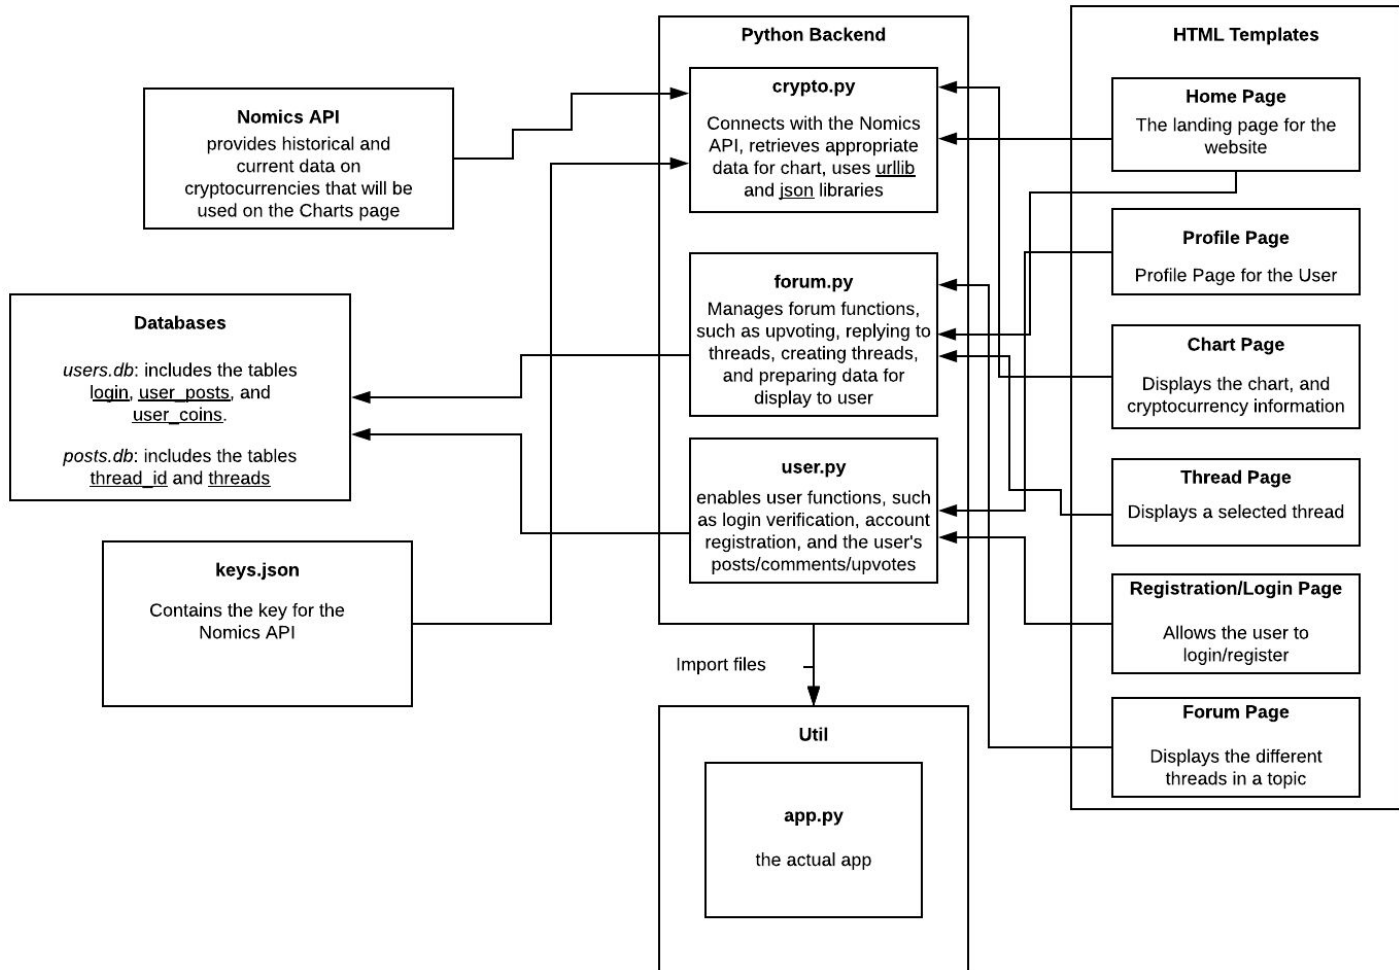 Python Backend
crypto.py
Connects with the Nomics
API, retrieves appropriate
data for chart, uses urllib
and json libraries
forum.py
Manages forum functions,
such as upvoting, replying to
threads, creating threads,
and preparing data for
display to user
user.py
enables user functions, such
as login verification, account
registration, and the user's
posts/comments/upvotes
HTML Templates
Home Page
The landing page for the
website
Profile Page
Profile Page for the User
Chart Page
Displays the chart, and
cryptocurrency information
Thread Page
Displays a selected thread
Registration/Login Page
Allows the user to
login/register
Forum Page
Displays the different
threads in a topic
Nomics API
provides historical and
current data on
cryptocurrencies that will be
used on the Charts page
Databases
users.db: includes the tables
login, user_posts, and
user_coins.
posts.db: includes the tables
thread_id and threads
keys.json
Contains the key for the
Nomics API
Import files
Util
app.py
the actual app